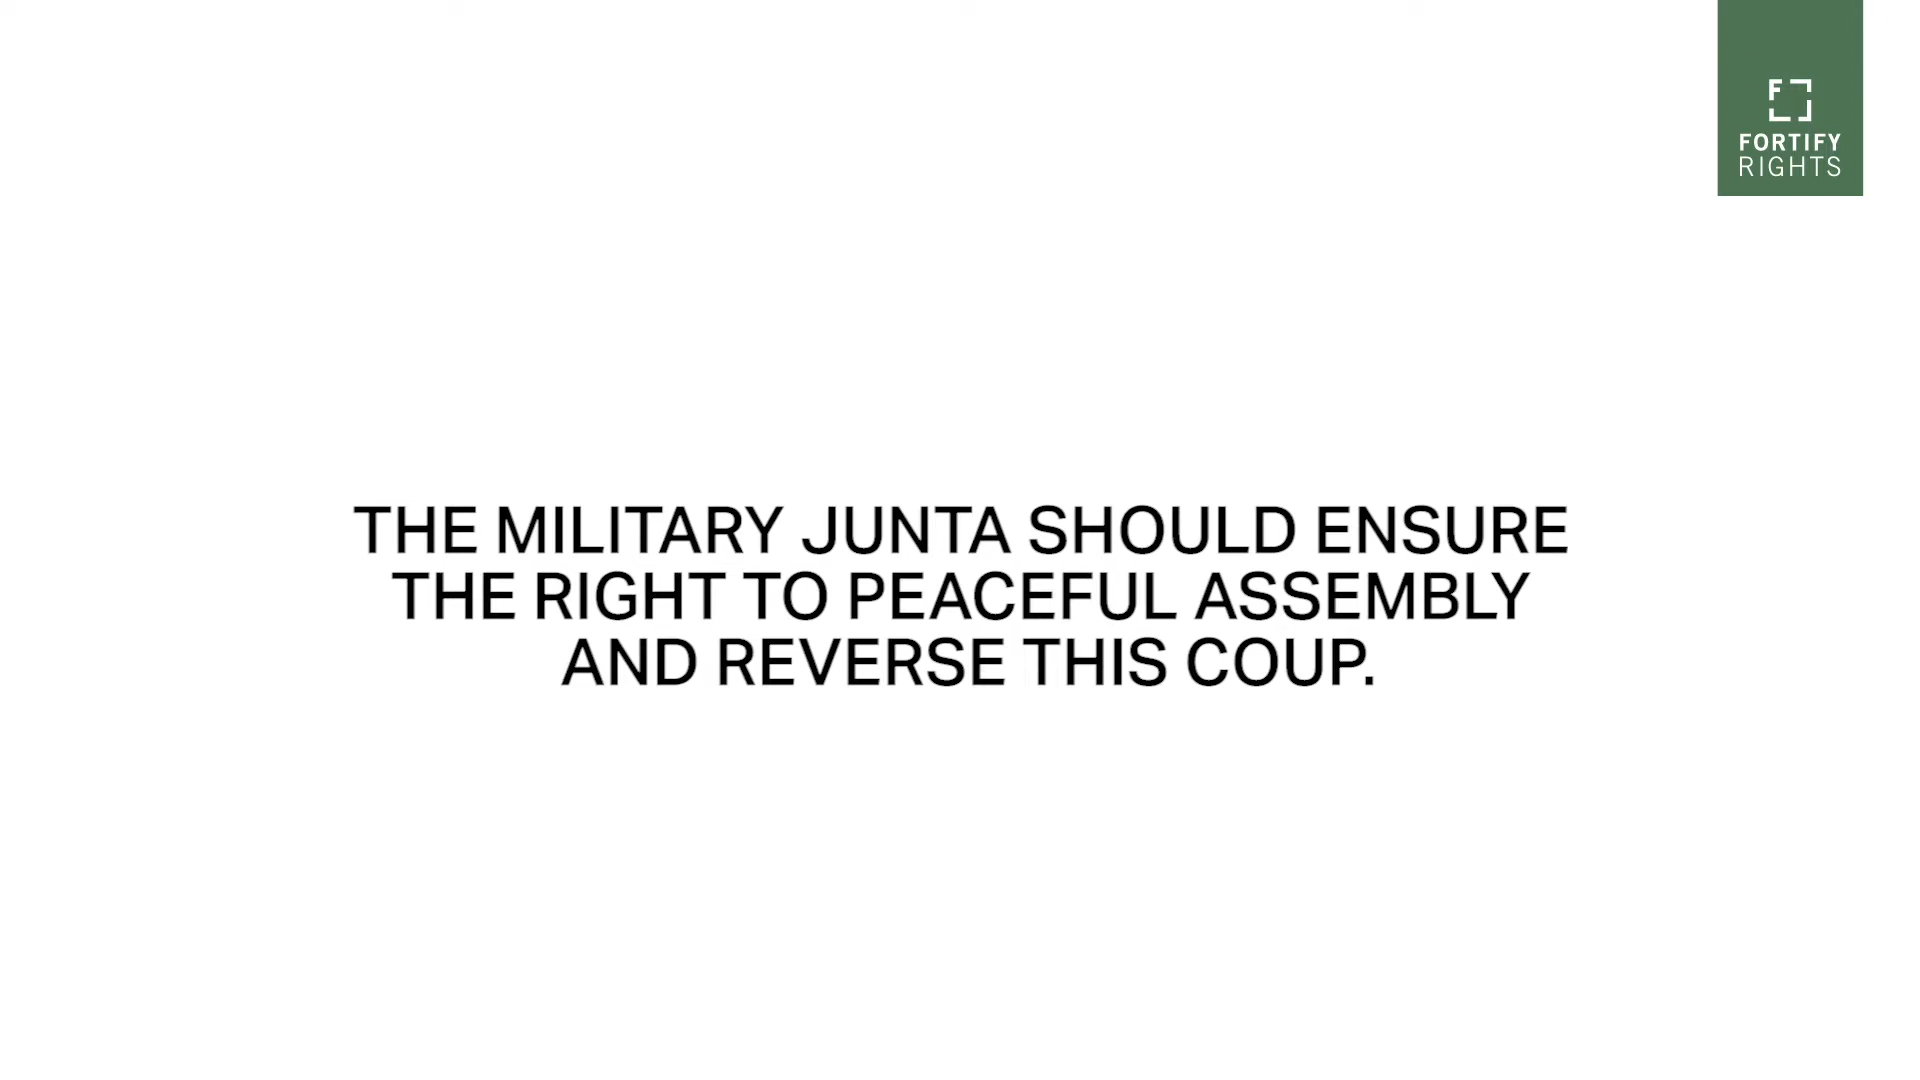 F
FORTIFY
RIGHTS
THE MILITARY JUNTA SHOULD ENSURE
THE RIGHT TO PEACEFUL ASSEMBLY
AND REVERSE THIS COUP.